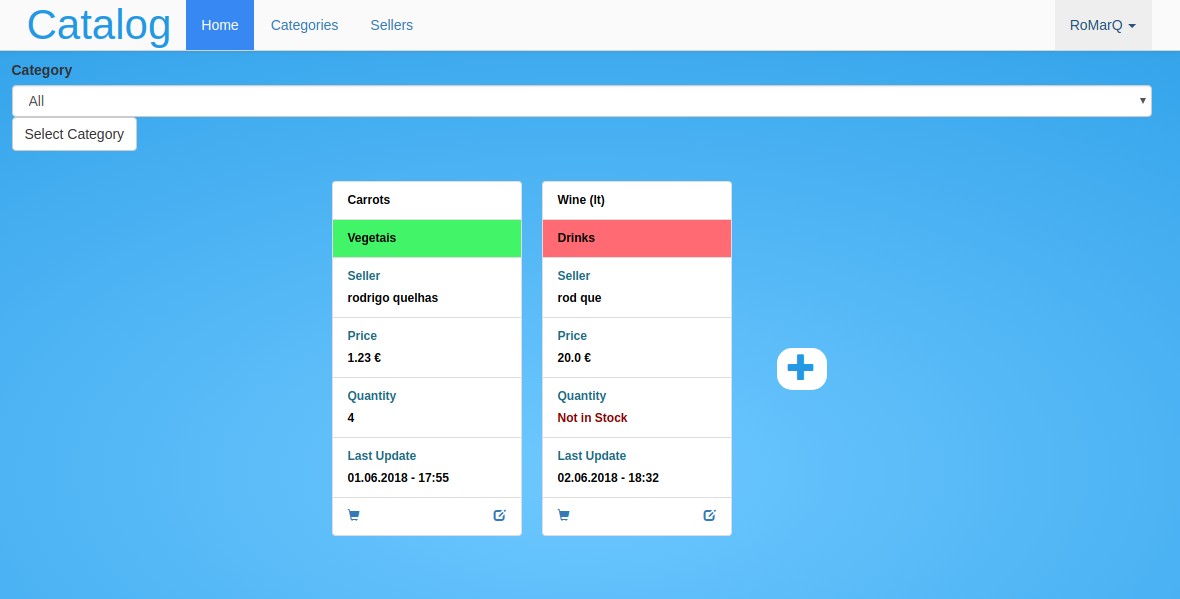 Catalog Home Categories Sellers RoMarQ
Category
All
Select Category
Carrots
Vegetais
Seller
rodrigo quelhas
Price
1.23 €
Quantity
4
Last Update
01.06.2018 - 17:55
Wine (lt)
Drinks
Seller
rod que
Price
20.0 €
Quantity
Not in Stock
Last Update
02.06.2018 - 18:32